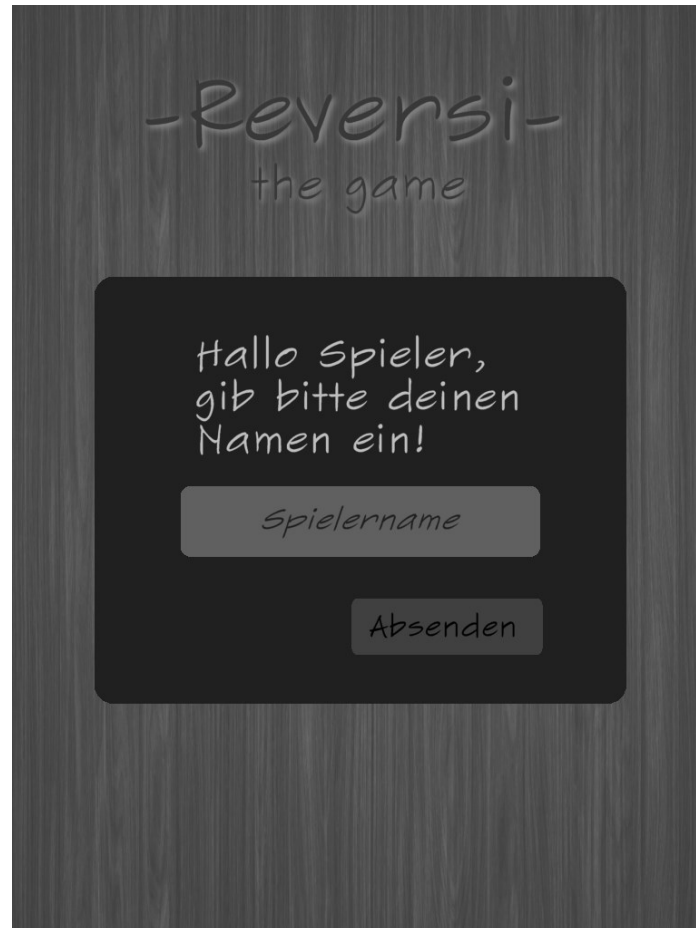 -Reversi-
the game
Hallo Spieler,
gib bitte deinen
Namen ein!
Spielername
Absenden